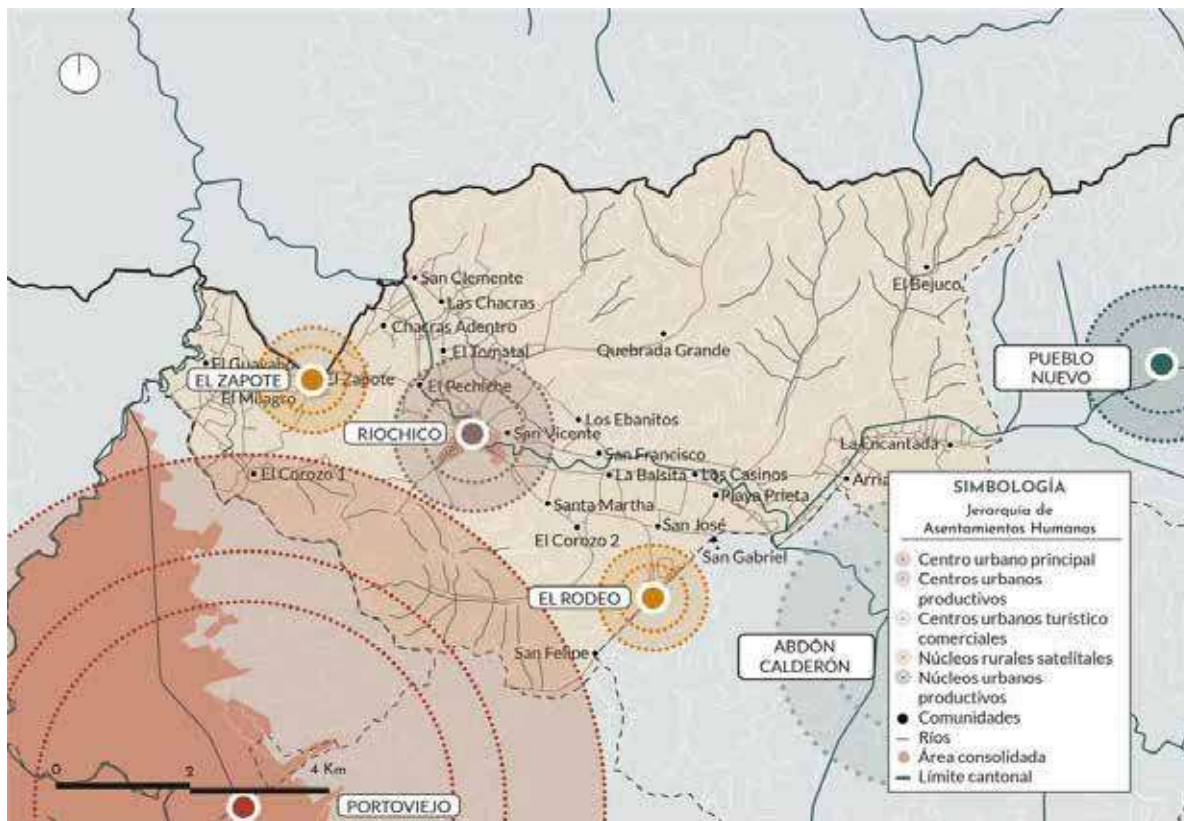 San Clemente
Las Chacras
Chacras Adentro
El Tomatal
El Guayabo
EL ZAPOTE
El Zapote
El Milagro
El Pechiche
Quebrada Grande
El Bejuco
PUEBLO
NUEVO
RIOCHICO
San Vicente
Los Ebanitos
San Francisco
La Encantada
El Corozo 1
La Balsita
Los Casinos
Playa Prieta
Santa Martha
San José
El Corozo 2
San Gabriel
EL RODEO
San Felipe
ABDÓN
CALDERÓN
SIMBOLOGÍA
Jerarquía de
Asentamientos Humanos
Centro urbano principal
Centros urbanos
productivos
Centros urbanos turístico
comerciales
Núcleos rurales satelitales
Núcleos urbanos
productivos
Comunidades
Ríos
Área consolidada
Límite cantonal
0 2 4 Km
PORTOVIEJO